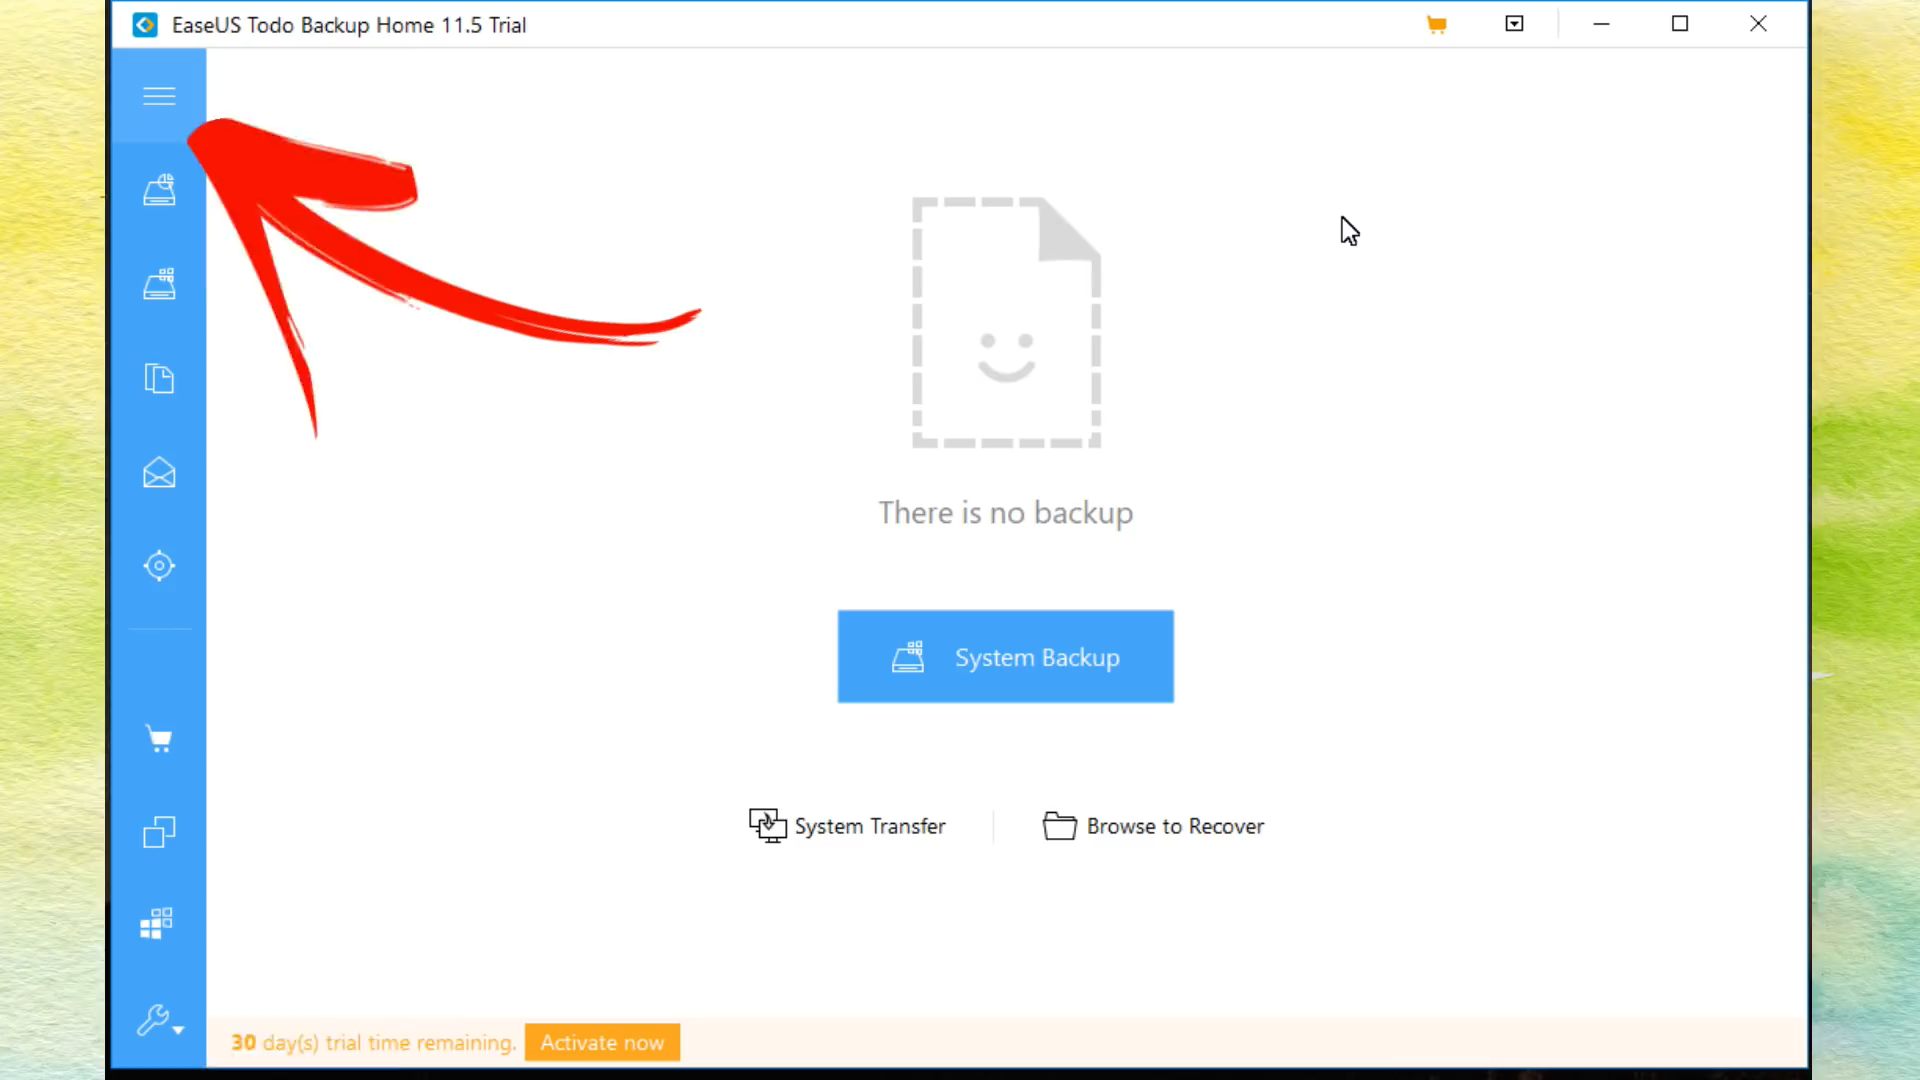 EaseUS Todo Backup Home 11.5 Trial
There is no backup
System Backup
System Transfer
Browse to Recover
30 day(s) trial time remaining.
Activate now